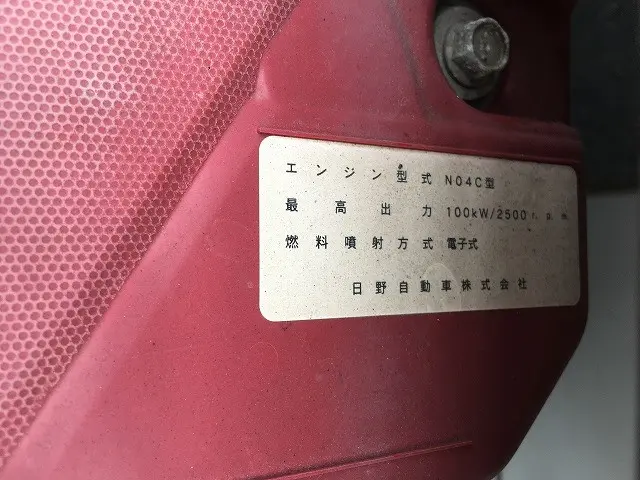 エンジン型式 N04C型
最高出力 100kW/2500 r.p.m.
燃料噴射方式 電子式
日野自動車株式会社